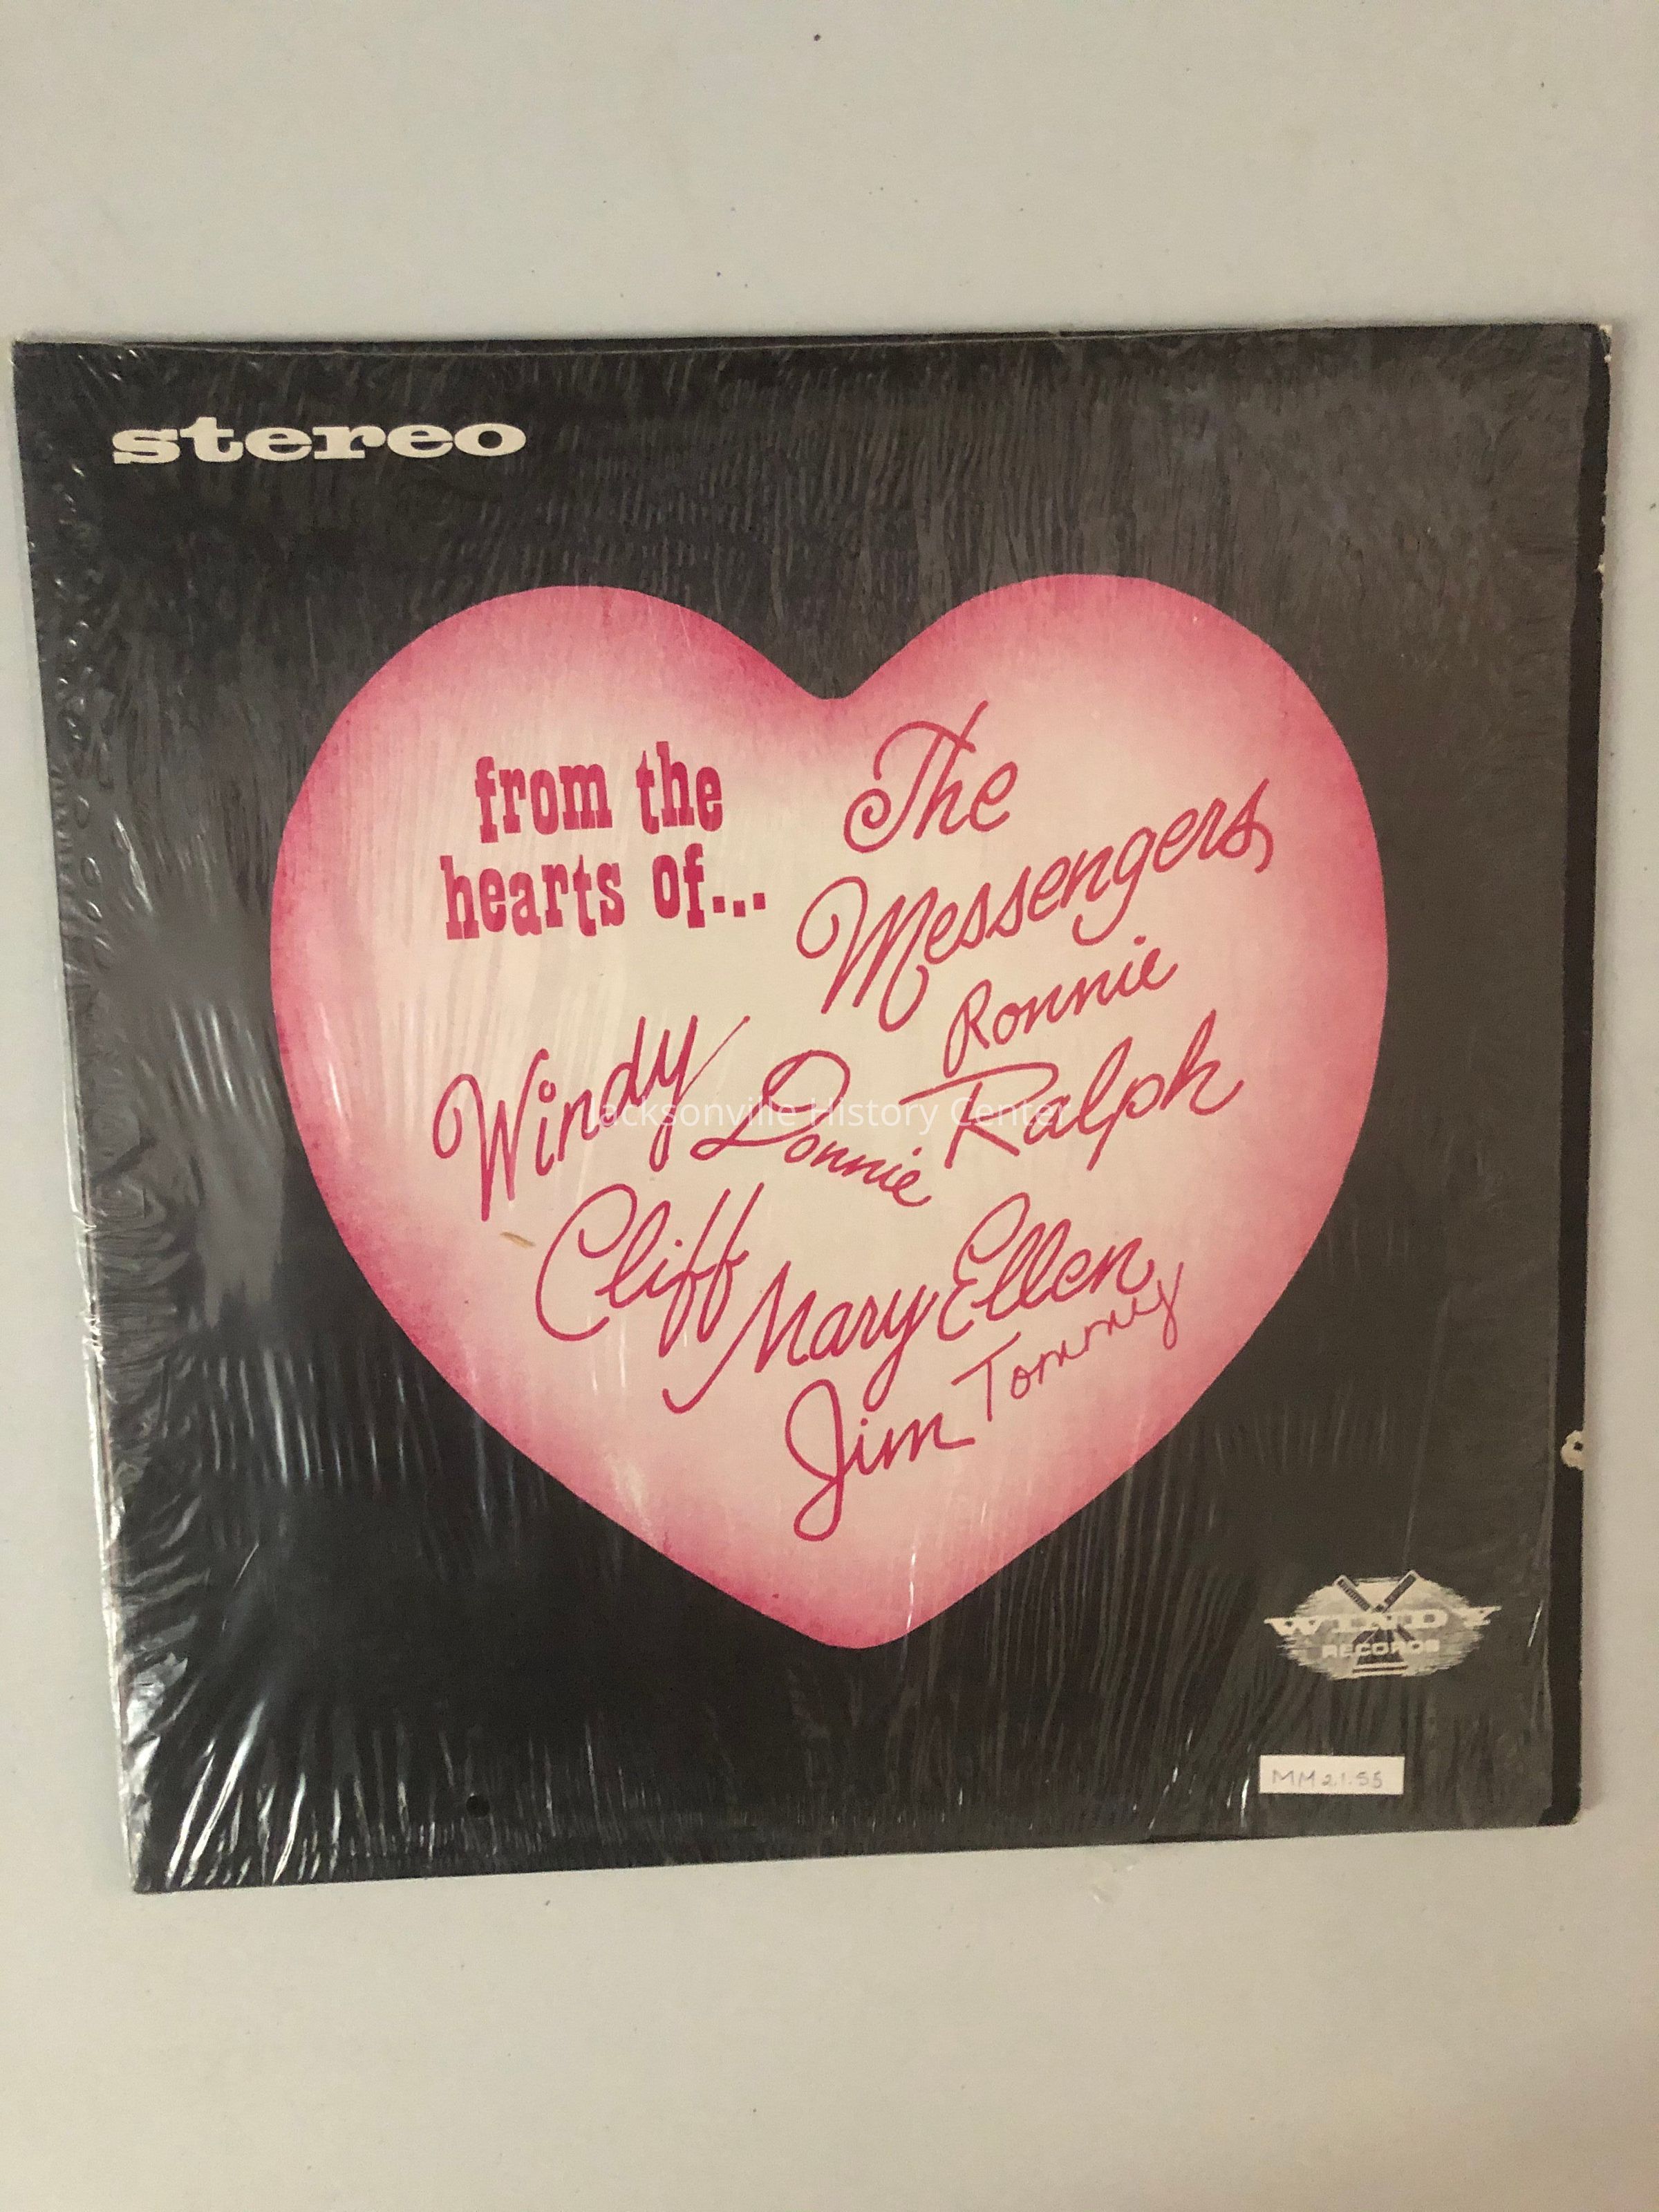 stereo
from the
hearts of...
The
Messengers
Ronnie
Windy
Donnie
Ralph
Jacksonville History Center
Cliff
Mary Ellen
Jim
Tommy
WINDY
RECORDS
MM21.55